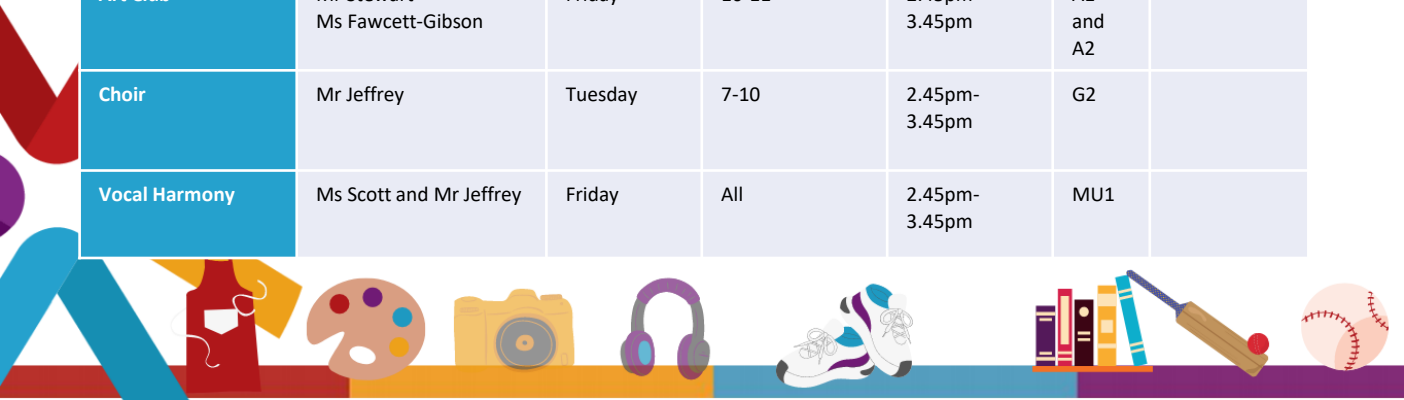 Ms Fawcett-Gibson
3.45pm
and
A2
Choir
Mr Jeffrey
Tuesday
7-10
2.45pm-
3.45pm
G2
Vocal Harmony
Ms Scott and Mr Jeffrey
Friday
All
2.45pm-
3.45pm
MU1